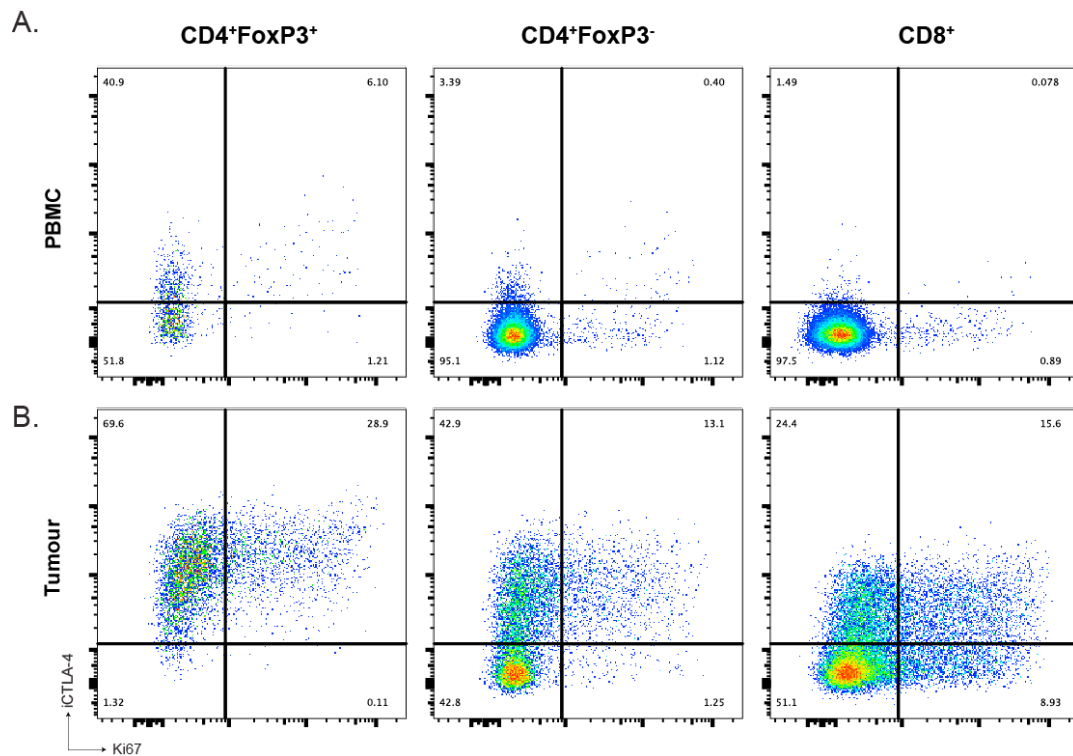 A.
CD4⁺FoxP3⁺ CD4⁺FoxP3⁻ CD8⁺
PBMC
40.9 6.10
51.8 1.21
3.39 0.40
95.1 1.12
1.49 0.078
97.5 0.89
B.
Tumour
69.6 28.9
1.32 0.11
42.9 13.1
42.8 1.25
24.4 15.6
51.1 8.93
iCTLA-4
Ki67